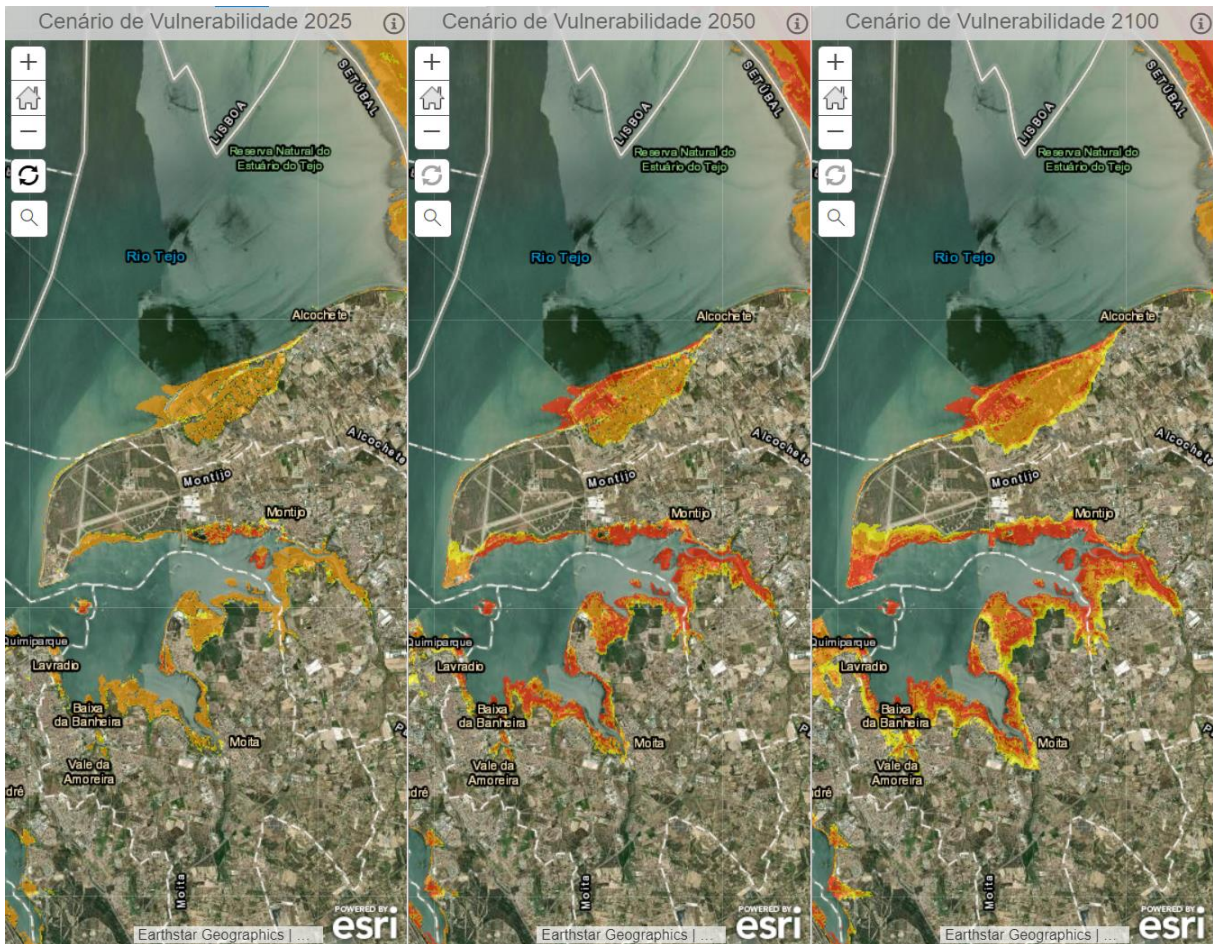 Cenário de Vulnerabilidade 2025
SETÚBAL
LISBOA
Reserva Natural do
Estuário do Tejo
Rio Tejo
Alcochete
Alcochete
Montijo
Montijo
Quimiparque
Lavradio
Baixa
da Banheira
Moita
Vale da
Amoreira
dré
Moita
POWERED BY
esri
Earthstar Geographics | ...
Cenário de Vulnerabilidade 2050
SETÚBAL
LISBOA
Reserva Natural do
Estuário do Tejo
Rio Tejo
Alcochete
Alcochete
Montijo
Montijo
Quimiparque
Lavradio
Baixa
da Banheira
Moita
Vale da
Amoreira
dré
Moita
POWERED BY
esri
Earthstar Geographics | ...
Cenário de Vulnerabilidade 2100
SETÚBAL
LISBOA
Reserva Natural do
Estuário do Tejo
Rio Tejo
Alcochete
Alcochete
Montijo
Montijo
Quimiparque
Lavradio
Baixa
da Banheira
Moita
Vale da
Amoreira
dré
Moita
POWERED BY
esri
Earthstar Geographics | ...